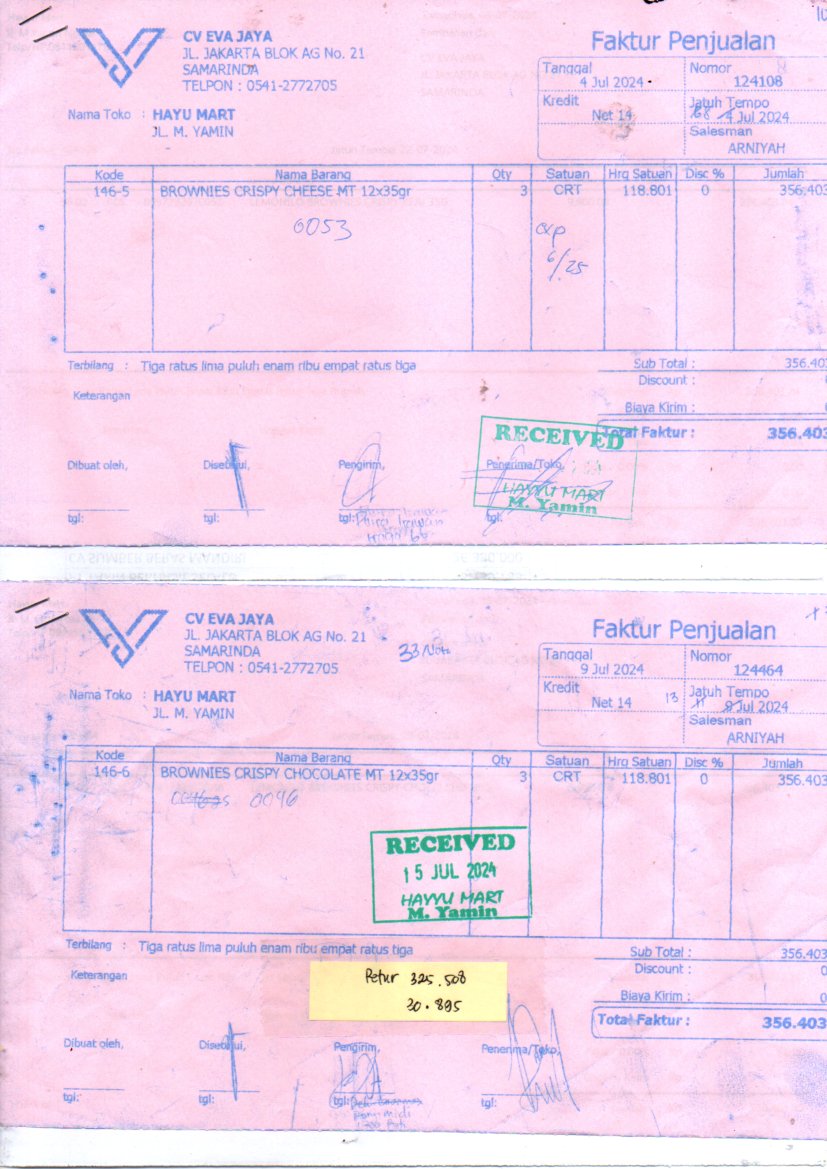 CV EVA JAYA
JL. JAKARTA BLOK AG No. 21
SAMARINDA
TELPON : 0541-2772705
Faktur Penjualan
Tanggal
4 Jul 2024
Nomor
124108
Kredit
Net 14
Jatuh Tempo
4 Jul 2024
Salesman
ARNIYAH
Nama Toko : HAYU MART
JL. M. YAMIN
Kode Nama Barang Qty Satuan Hrg Satuan Disc % Jumlah
146-5 BROWNIES CRISPY CHEESE MT 12x35gr 3 CRT 118.801 0 356.403
0053
exp
6/25
Terbilang : Tiga ratus lima puluh enam ribu empat ratus tiga
Sub Total : 356.403
Discount :
Keterangan
Biaya Kirim :
Total Faktur : 356.403
RECEIVED
HAYYU MART
M. Yamin
Dibuat oleh, Disetujui, Pengirim, Penerima/Toko,
tgl: tgl: tgl: tgl:
CV EVA JAYA
JL. JAKARTA BLOK AG No. 21
SAMARINDA
TELPON : 0541-2772705
33/Nota
Faktur Penjualan
Tanggal
9 Jul 2024
Nomor
124464
Kredit
Net 14
13
Jatuh Tempo
9 Jul 2024
Salesman
ARNIYAH
Nama Toko : HAYU MART
JL. M. YAMIN
Kode Nama Barang Qty Satuan Hrg Satuan Disc % Jumlah
146-6 BROWNIES CRISPY CHOCOLATE MT 12x35gr 3 CRT 118.801 0 356.403
0096
RECEIVED
15 JUL 2024
HAYYU MART
M. Yamin
Terbilang : Tiga ratus lima puluh enam ribu empat ratus tiga
Sub Total : 356.403
Discount : 0
Keterangan
Biaya Kirim : 0
Total Faktur : 356.403
Retur 325.508
30.895
Dibuat oleh, Disetujui, Pengirim, Penerima/Toko,
tgl: tgl: tgl: tgl: